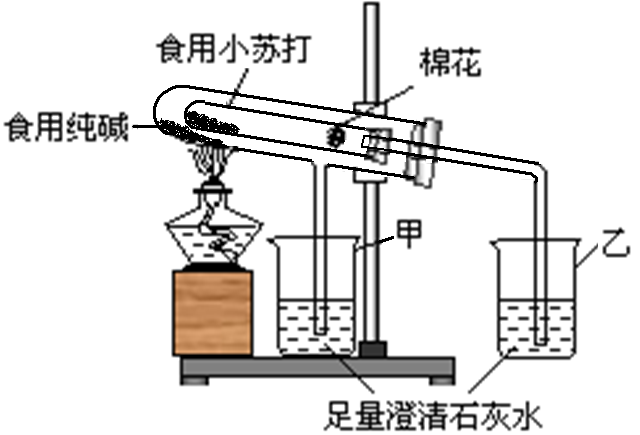 食用小苏打
棉花
食用纯碱
甲
乙
足量澄清石灰水